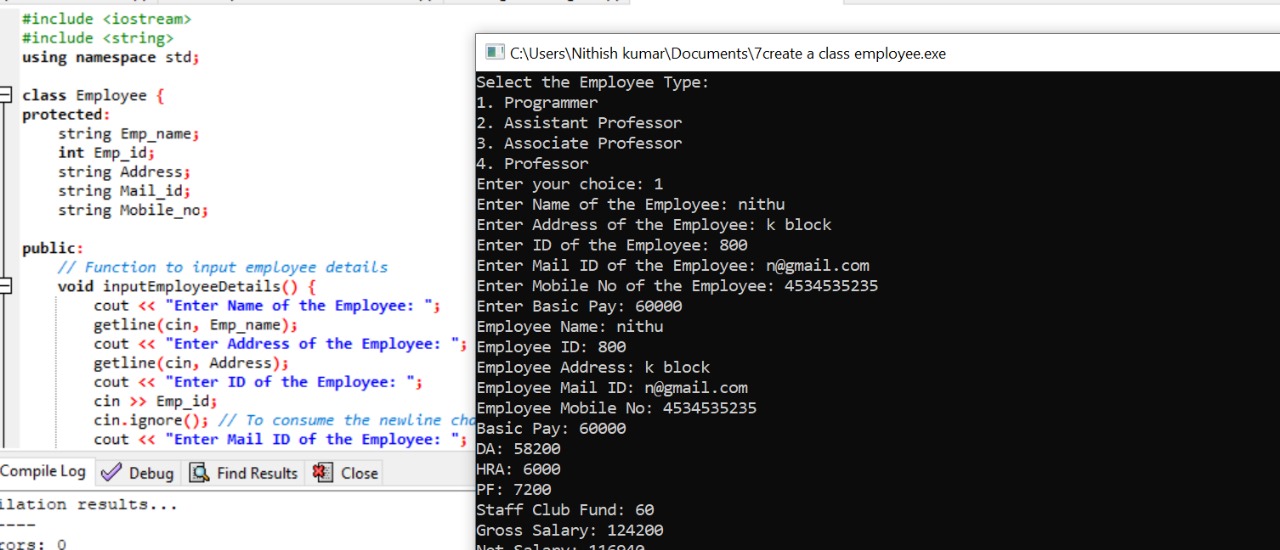 #include <iostream>
#include <string>
using namespace std;
class Employee {
protected:
string Emp_name;
int Emp_id;
string Address;
string Mail_id;
string Mobile_no;
public:
// Function to input employee details
void inputEmployeeDetails() {
cout << "Enter Name of the Employee: ";
getline(cin, Emp_name);
cout << "Enter Address of the Employee: ";
getline(cin, Address);
cout << "Enter ID of the Employee: ";
cin >> Emp_id;
cin.ignore(); // To consume the newline cha
cout << "Enter Mail ID of the Employee: ";
Compile Log Debug Find Results Close
ilation results...
----
rors: 0
C:\Users\Nithish kumar\Documents\7create a class employee.exe
Select the Employee Type:
1. Programmer
2. Assistant Professor
3. Associate Professor
4. Professor
Enter your choice: 1
Enter Name of the Employee: nithu
Enter Address of the Employee: k block
Enter ID of the Employee: 800
Enter Mail ID of the Employee: n@gmail.com
Enter Mobile No of the Employee: 4534535235
Enter Basic Pay: 60000
Employee Name: nithu
Employee ID: 800
Employee Address: k block
Employee Mail ID: n@gmail.com
Employee Mobile No: 4534535235
Basic Pay: 60000
DA: 58200
HRA: 6000
PF: 7200
Staff Club Fund: 60
Gross Salary: 124200
Net Salary: 116940